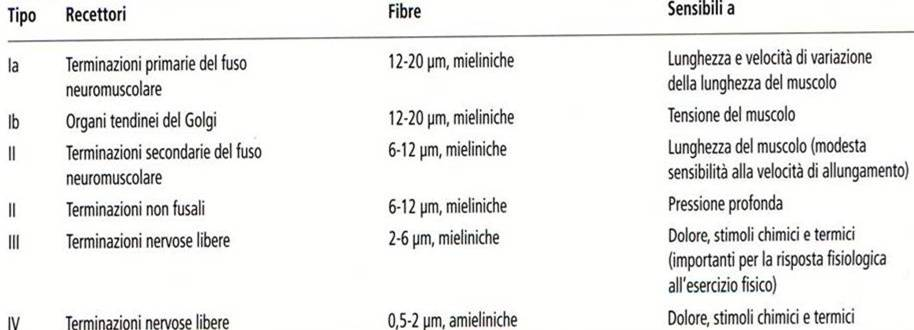 Tipo Recettori Fibre Sensibili a
Ia Terminazioni primarie del fuso 12-20 µm, mieliniche Lunghezza e velocità di variazione
neuromuscolare della lunghezza del muscolo
Ib Organi tendinei del Golgi 12-20 µm, mieliniche Tensione del muscolo
II Terminazioni secondarie del fuso 6-12 µm, mieliniche Lunghezza del muscolo (modesta
neuromuscolare sensibilità alla velocità di allungamento)
II Terminazioni non fusali 6-12 µm, mieliniche Pressione profonda
III Terminazioni nervose libere 2-6 µm, mieliniche Dolore, stimoli chimici e termici
(importanti per la risposta fisiologica
all'esercizio fisico)
IV Terminazioni nervose libere 0,5-2 µm, amieliniche Dolore, stimoli chimici e termici